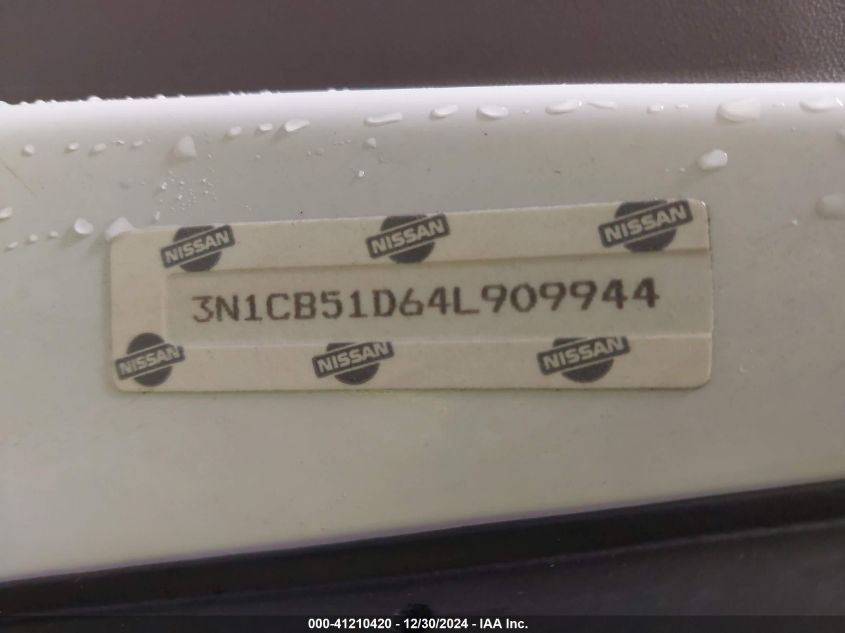 NISSAN NISSAN NISSAN
3N1CB51D64L909944
NISSAN NISSAN NISSAN
000-41210420 - 12/30/2024 - IAA Inc.